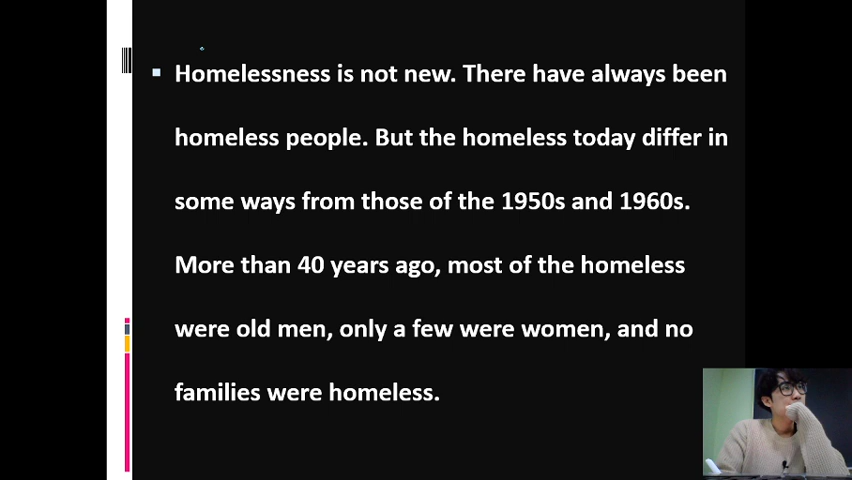 Homelessness is not new. There have always been
homeless people. But the homeless today differ in
some ways from those of the 1950s and 1960s.
More than 40 years ago, most of the homeless
were old men, only a few were women, and no
families were homeless.